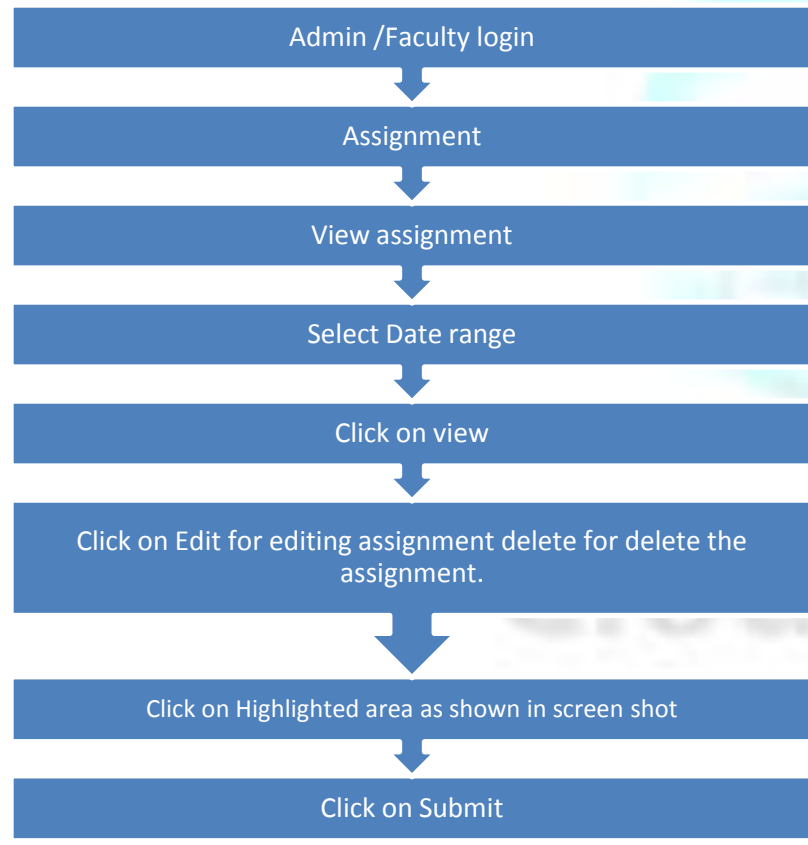 Admin /Faculty login
Assignment
View assignment
Select Date range
Click on view
Click on Edit for editing assignment delete for delete the
assignment.
Click on Highlighted area as shown in screen shot
Click on Submit